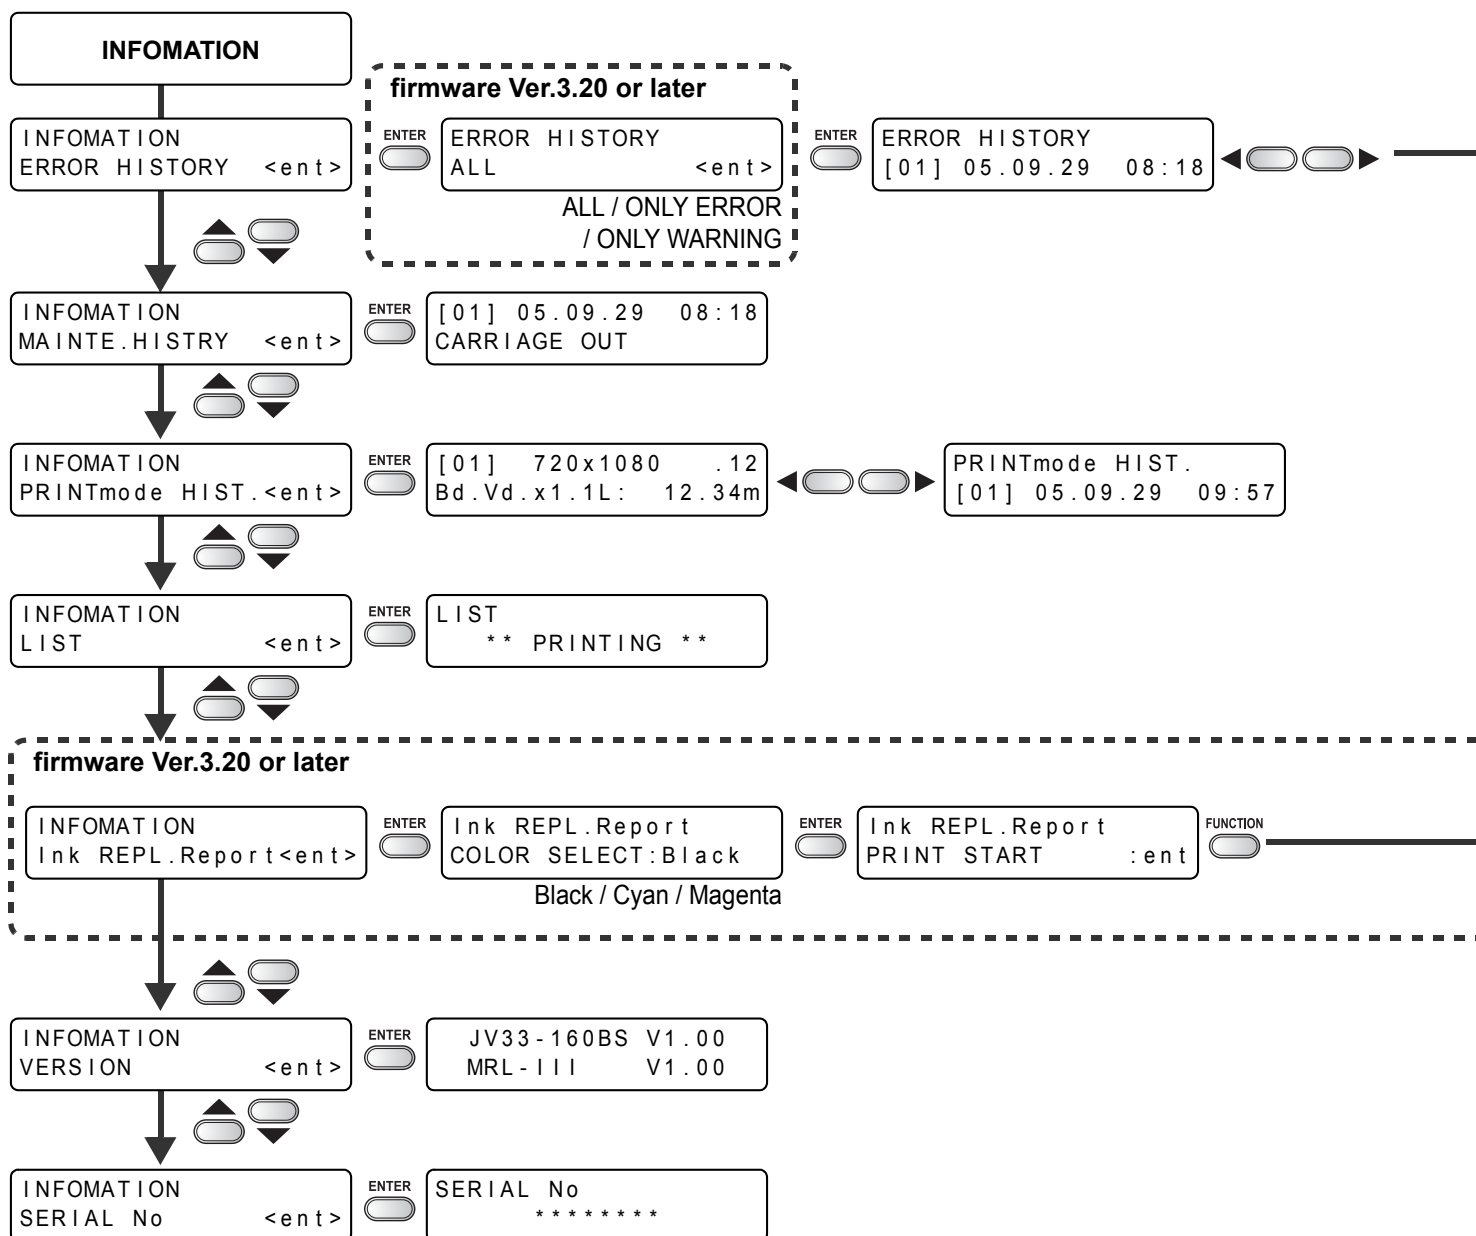 INFOMATION
firmware Ver.3.20 or later
INFOMATION
ERROR HISTORY <ent>
ENTER
ERROR HISTORY
ALL <ent>
ALL / ONLY ERROR
/ ONLY WARNING
ENTER
ERROR HISTORY
[01] 05.09.29 08:18
INFOMATION
MAINTE.HISTRY <ent>
ENTER
[01] 05.09.29 08:18
CARRIAGE OUT
INFOMATION
PRINTmode HIST.<ent>
ENTER
[01] 720x1080 .12
Bd.Vd.x1.1L: 12.34m
PRINTmode HIST.
[01] 05.09.29 09:57
INFOMATION
LIST <ent>
ENTER
LIST
** PRINTING **
firmware Ver.3.20 or later
INFOMATION
Ink REPL.Report<ent>
ENTER
Ink REPL.Report
COLOR SELECT:Black
Black / Cyan / Magenta
ENTER
Ink REPL.Report
PRINT START :ent
FUNCTION
INFOMATION
VERSION <ent>
ENTER
JV33-160BS V1.00
MRL-III V1.00
INFOMATION
SERIAL No <ent>
ENTER
SERIAL No
********